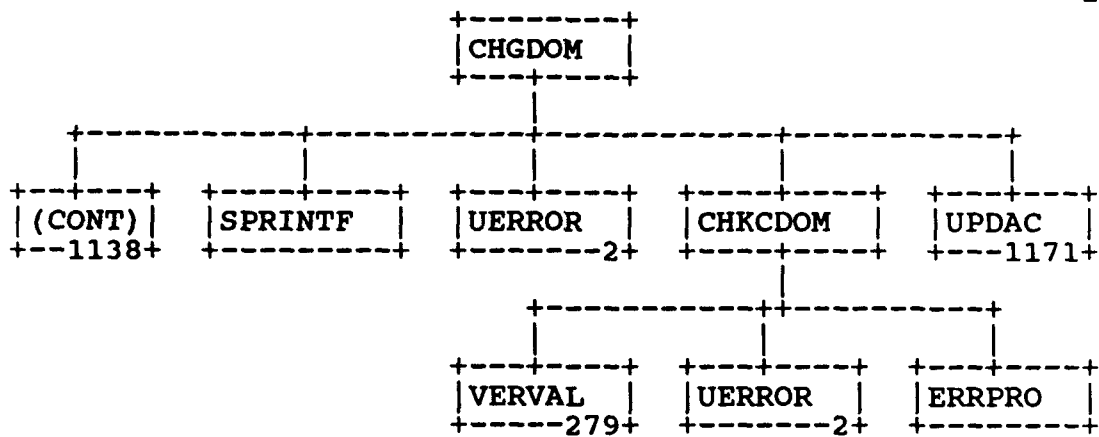 CHGDOM
(CONT) SPRINTF UERROR CHKCDOM UPDAC
1138 2 1171
VERVAL UERROR ERRPRO
279 2